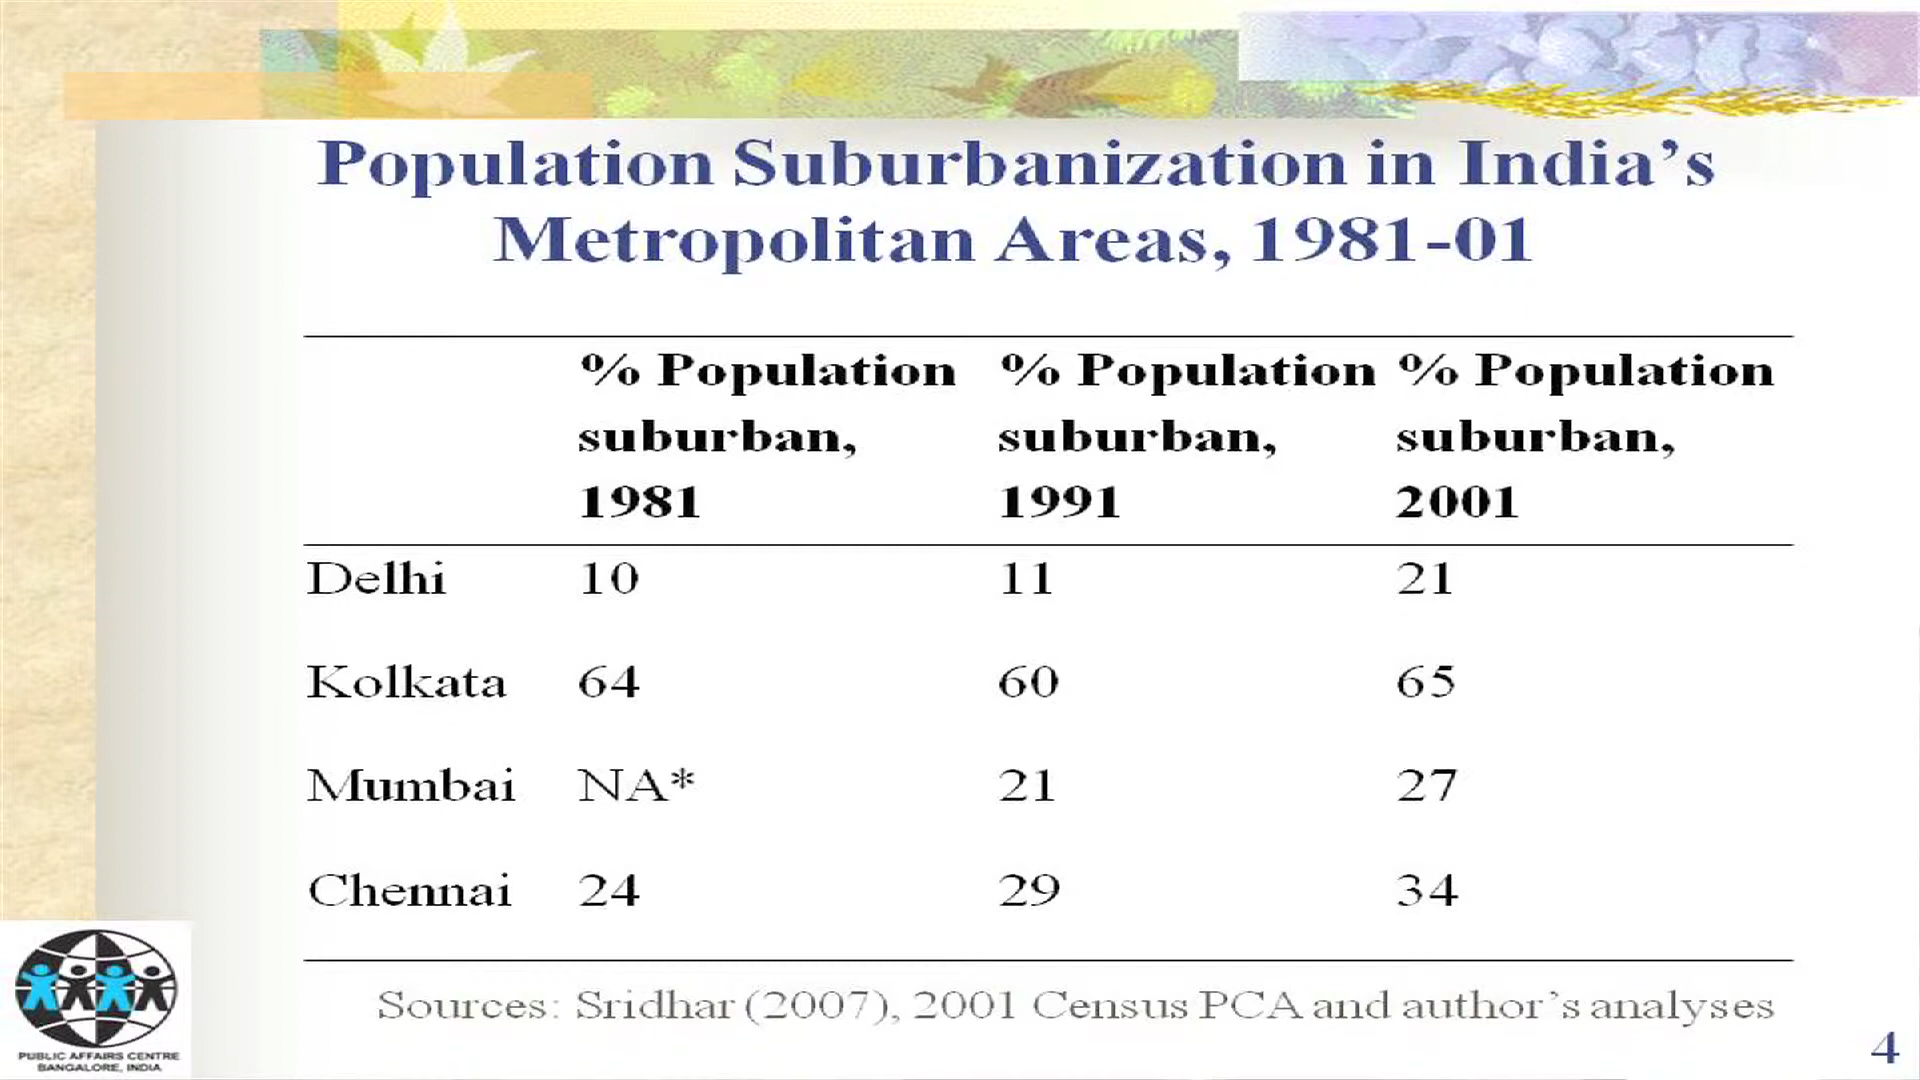 Population Suburbanization in India’s
Metropolitan Areas, 1981-01
% Population % Population % Population
suburban, suburban, suburban,
1981 1991 2001
Delhi 10 11 21
Kolkata 64 60 65
Mumbai NA* 21 27
Chennai 24 29 34
Sources: Sridhar (2007), 2001 Census PCA and author’s analyses
PUBLIC AFFAIRS CENTRE
BANGALORE, INDIA
4